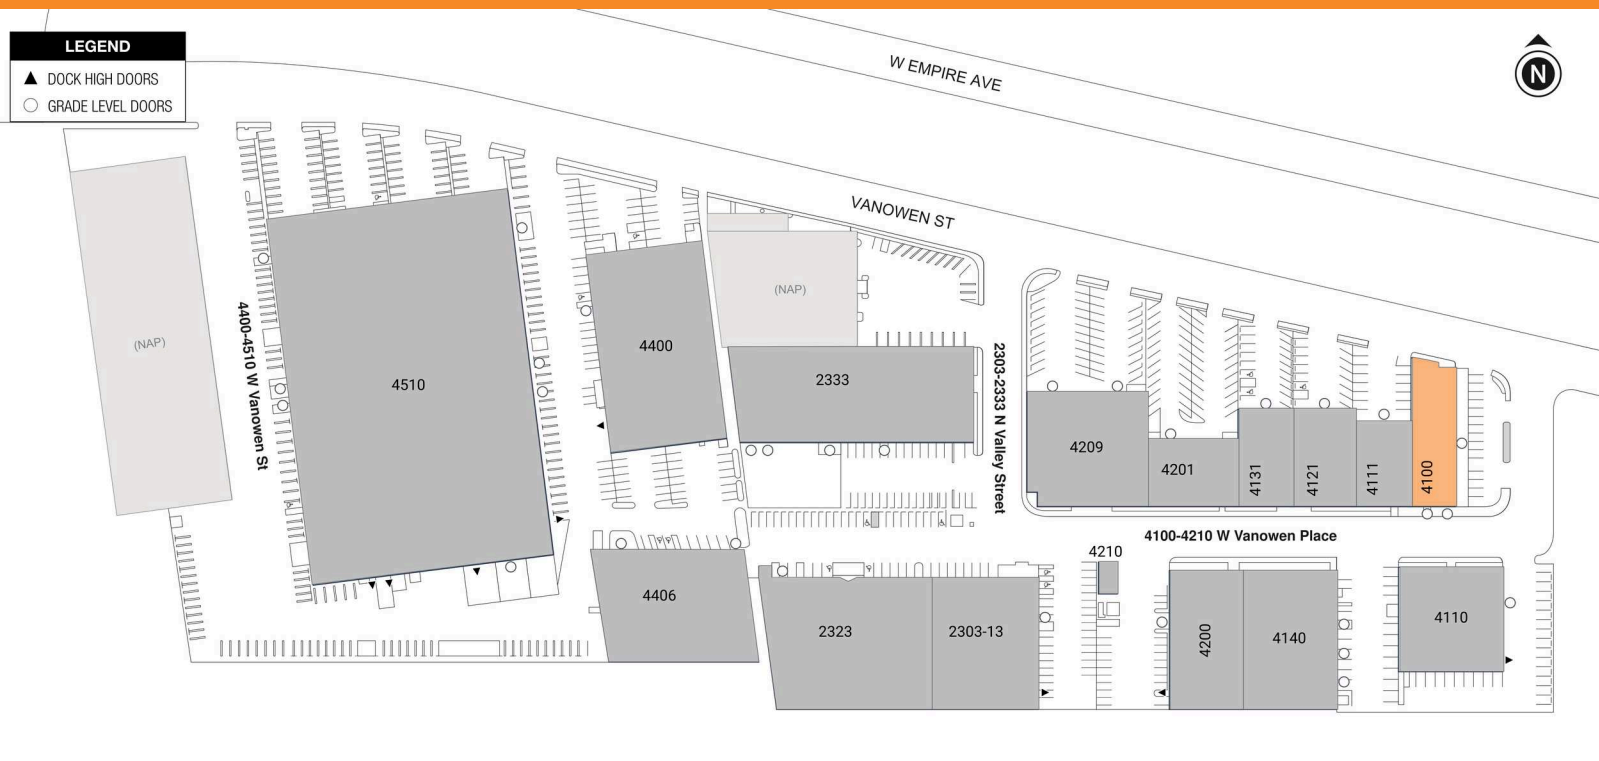 LEGEND
DOCK HIGH DOORS
GRADE LEVEL DOORS
W EMPIRE AVE
N
VANOWEN ST
(NAP)
(NAP)
4400-4510 W Vanowen St
4510
4400
2333
2303-2333 N Valley Street
4209
4201
4131
4121
4111
4100
4100-4210 W Vanowen Place
4210
4406
2323
2303-13
4200
4140
4110